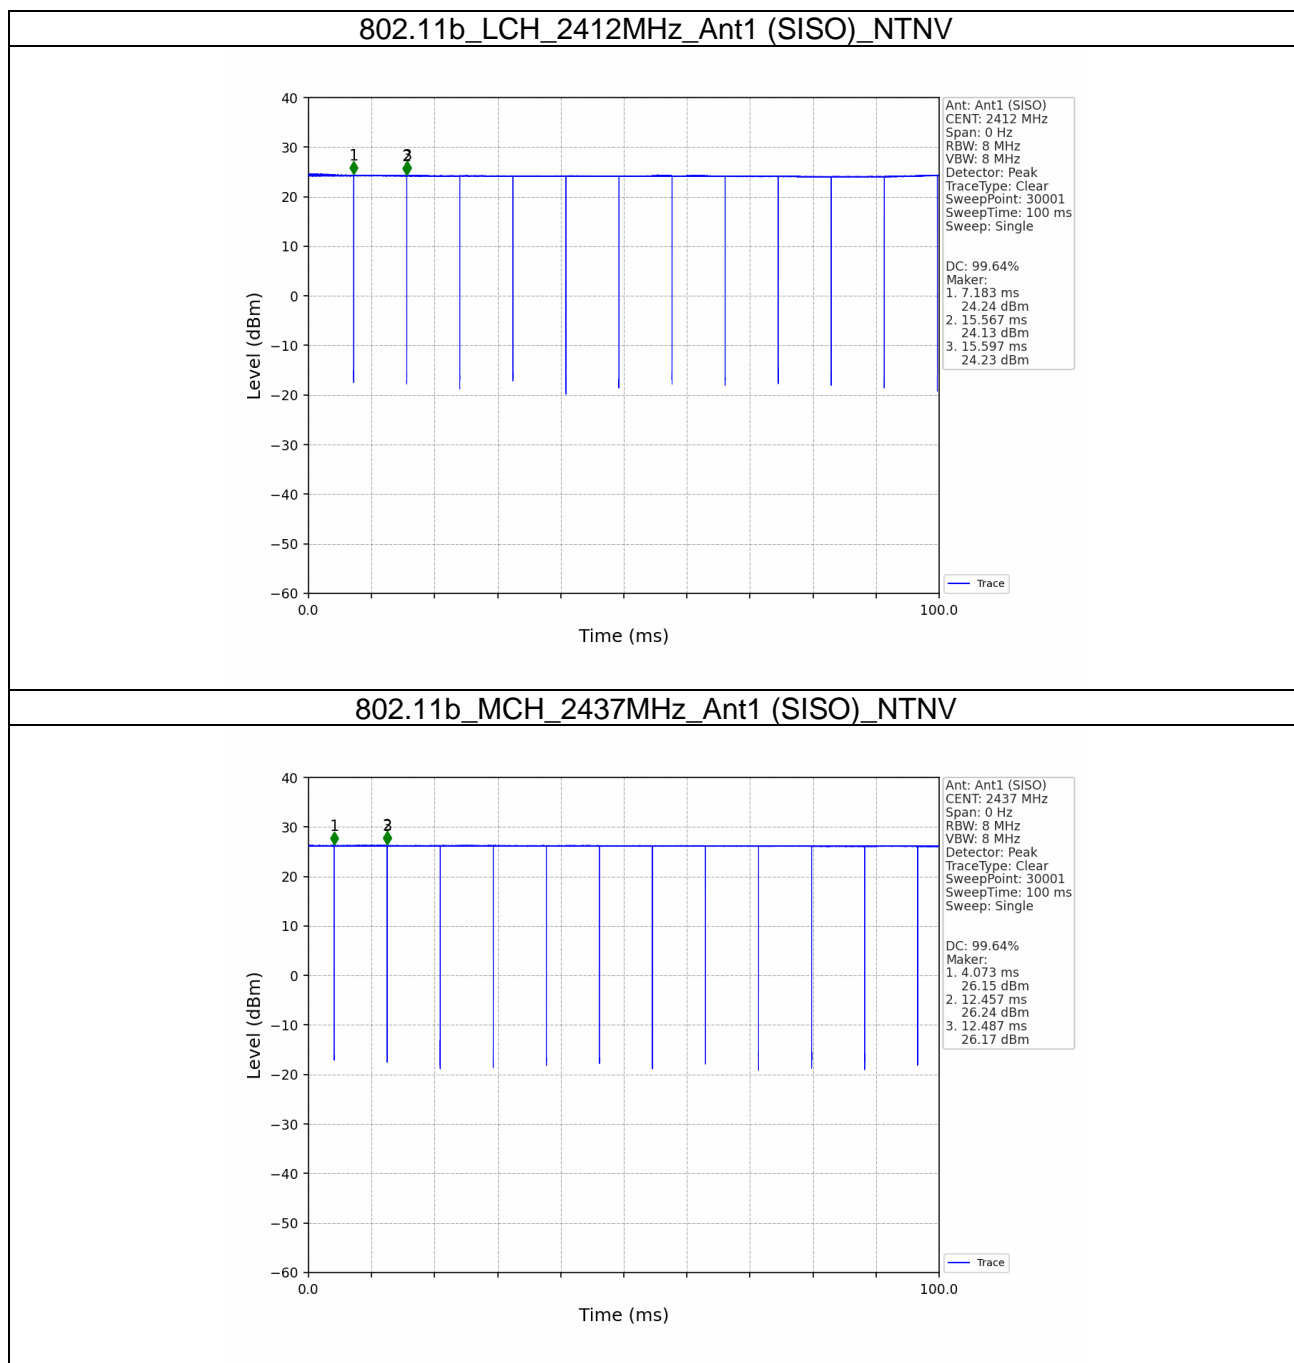 802.11b_LCH_2412MHz_Ant1 (SISO)_NTNV
40
30
20
10
0
−10
−20
−30
−40
−50
−60
Level (dBm)
1
2
3
0.0
100.0
Time (ms)
Ant: Ant1 (SISO)
CENT: 2412 MHz
Span: 0 Hz
RBW: 8 MHz
VBW: 8 MHz
Detector: Peak
TraceType: Clear
SweepPoint: 30001
SweepTime: 100 ms
Sweep: Single
DC: 99.64%
Maker:
1. 7.183 ms
24.24 dBm
2. 15.567 ms
24.13 dBm
3. 15.597 ms
24.23 dBm
Trace
802.11b_MCH_2437MHz_Ant1 (SISO)_NTNV
40
30
20
10
0
−10
−20
−30
−40
−50
−60
Level (dBm)
1
2
3
0.0
100.0
Time (ms)
Ant: Ant1 (SISO)
CENT: 2437 MHz
Span: 0 Hz
RBW: 8 MHz
VBW: 8 MHz
Detector: Peak
TraceType: Clear
SweepPoint: 30001
SweepTime: 100 ms
Sweep: Single
DC: 99.64%
Maker:
1. 4.073 ms
26.15 dBm
2. 12.457 ms
26.24 dBm
3. 12.487 ms
26.17 dBm
Trace